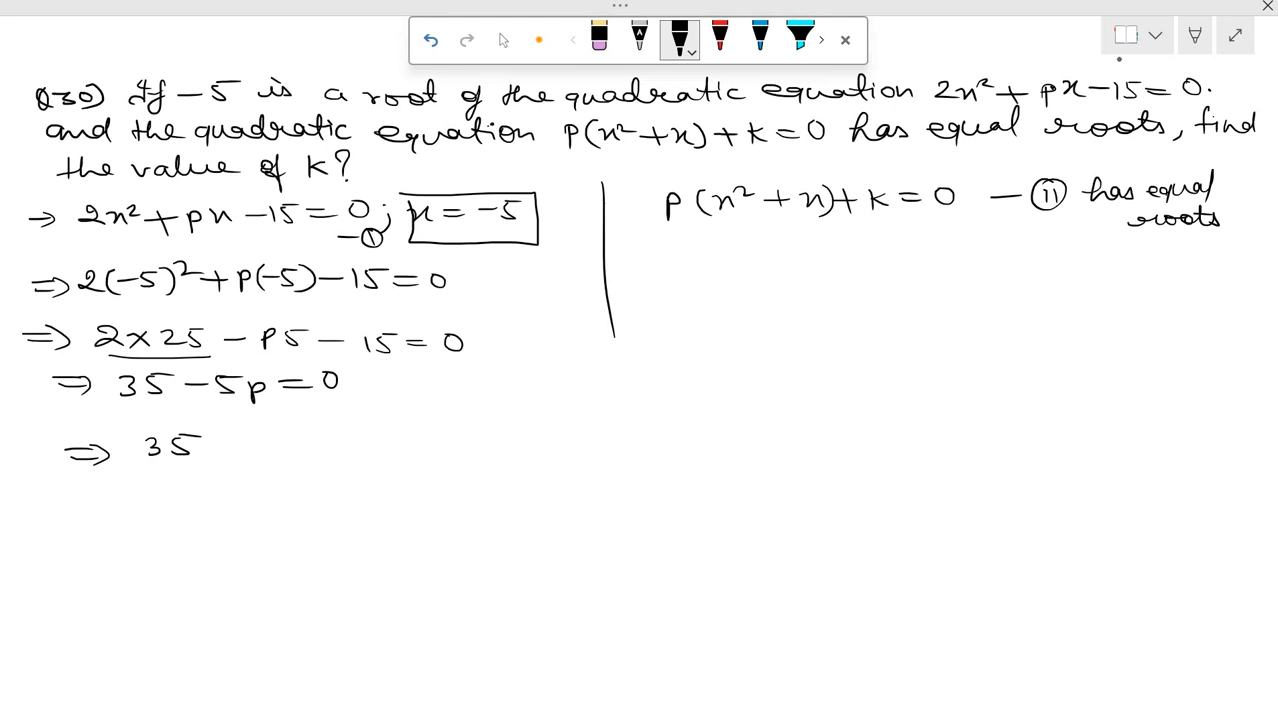 Q30) If -5 is a root of the quadratic equation 2x² + px - 15 = 0.
and the quadratic equation p(x² + x) + k = 0 has equal roots, find
the value of k?
→ 2x² + px - 15 = 0; x = -5
- ①
⇒ 2(-5)² + p(-5) - 15 = 0
⇒ 2 × 25 - p5 - 15 = 0
⇒ 35 - 5p = 0
⇒ 35
p(x² + x) + k = 0 - ⑪ has equal
roots